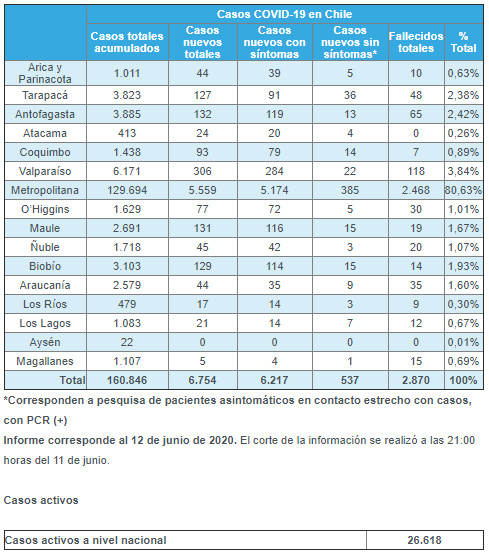 Casos COVID-19 en Chile
Casos totales acumulados Casos nuevos totales Casos nuevos con síntomas Casos nuevos sin síntomas* Fallecidos totales % Total
Arica y Parinacota 1.011 44 39 5 10 0,63%
Tarapacá 3.823 127 91 36 48 2,38%
Antofagasta 3.885 132 119 13 65 2,42%
Atacama 413 24 20 4 0 0,26%
Coquimbo 1.438 93 79 14 7 0,89%
Valparaíso 6.171 306 284 22 118 3,84%
Metropolitana 129.694 5.559 5.174 385 2.468 80,63%
O’Higgins 1.629 77 72 5 30 1,01%
Maule 2.691 131 116 15 19 1,67%
Ñuble 1.718 45 42 3 20 1,07%
Biobío 3.103 129 114 15 14 1,93%
Araucanía 2.579 44 35 9 35 1,60%
Los Ríos 479 17 14 3 9 0,30%
Los Lagos 1.083 21 14 7 12 0,67%
Aysén 22 0 0 0 0 0,01%
Magallanes 1.107 5 4 1 15 0,69%
Total 160.846 6.754 6.217 537 2.870 100%
*Corresponden a pesquisa de pacientes asintomáticos en contacto estrecho con casos,
con PCR (+)
Informe corresponde al 12 de junio de 2020. El corte de la información se realizó a las 21:00
horas del 11 de junio.
Casos activos
Casos activos a nivel nacional 26.618